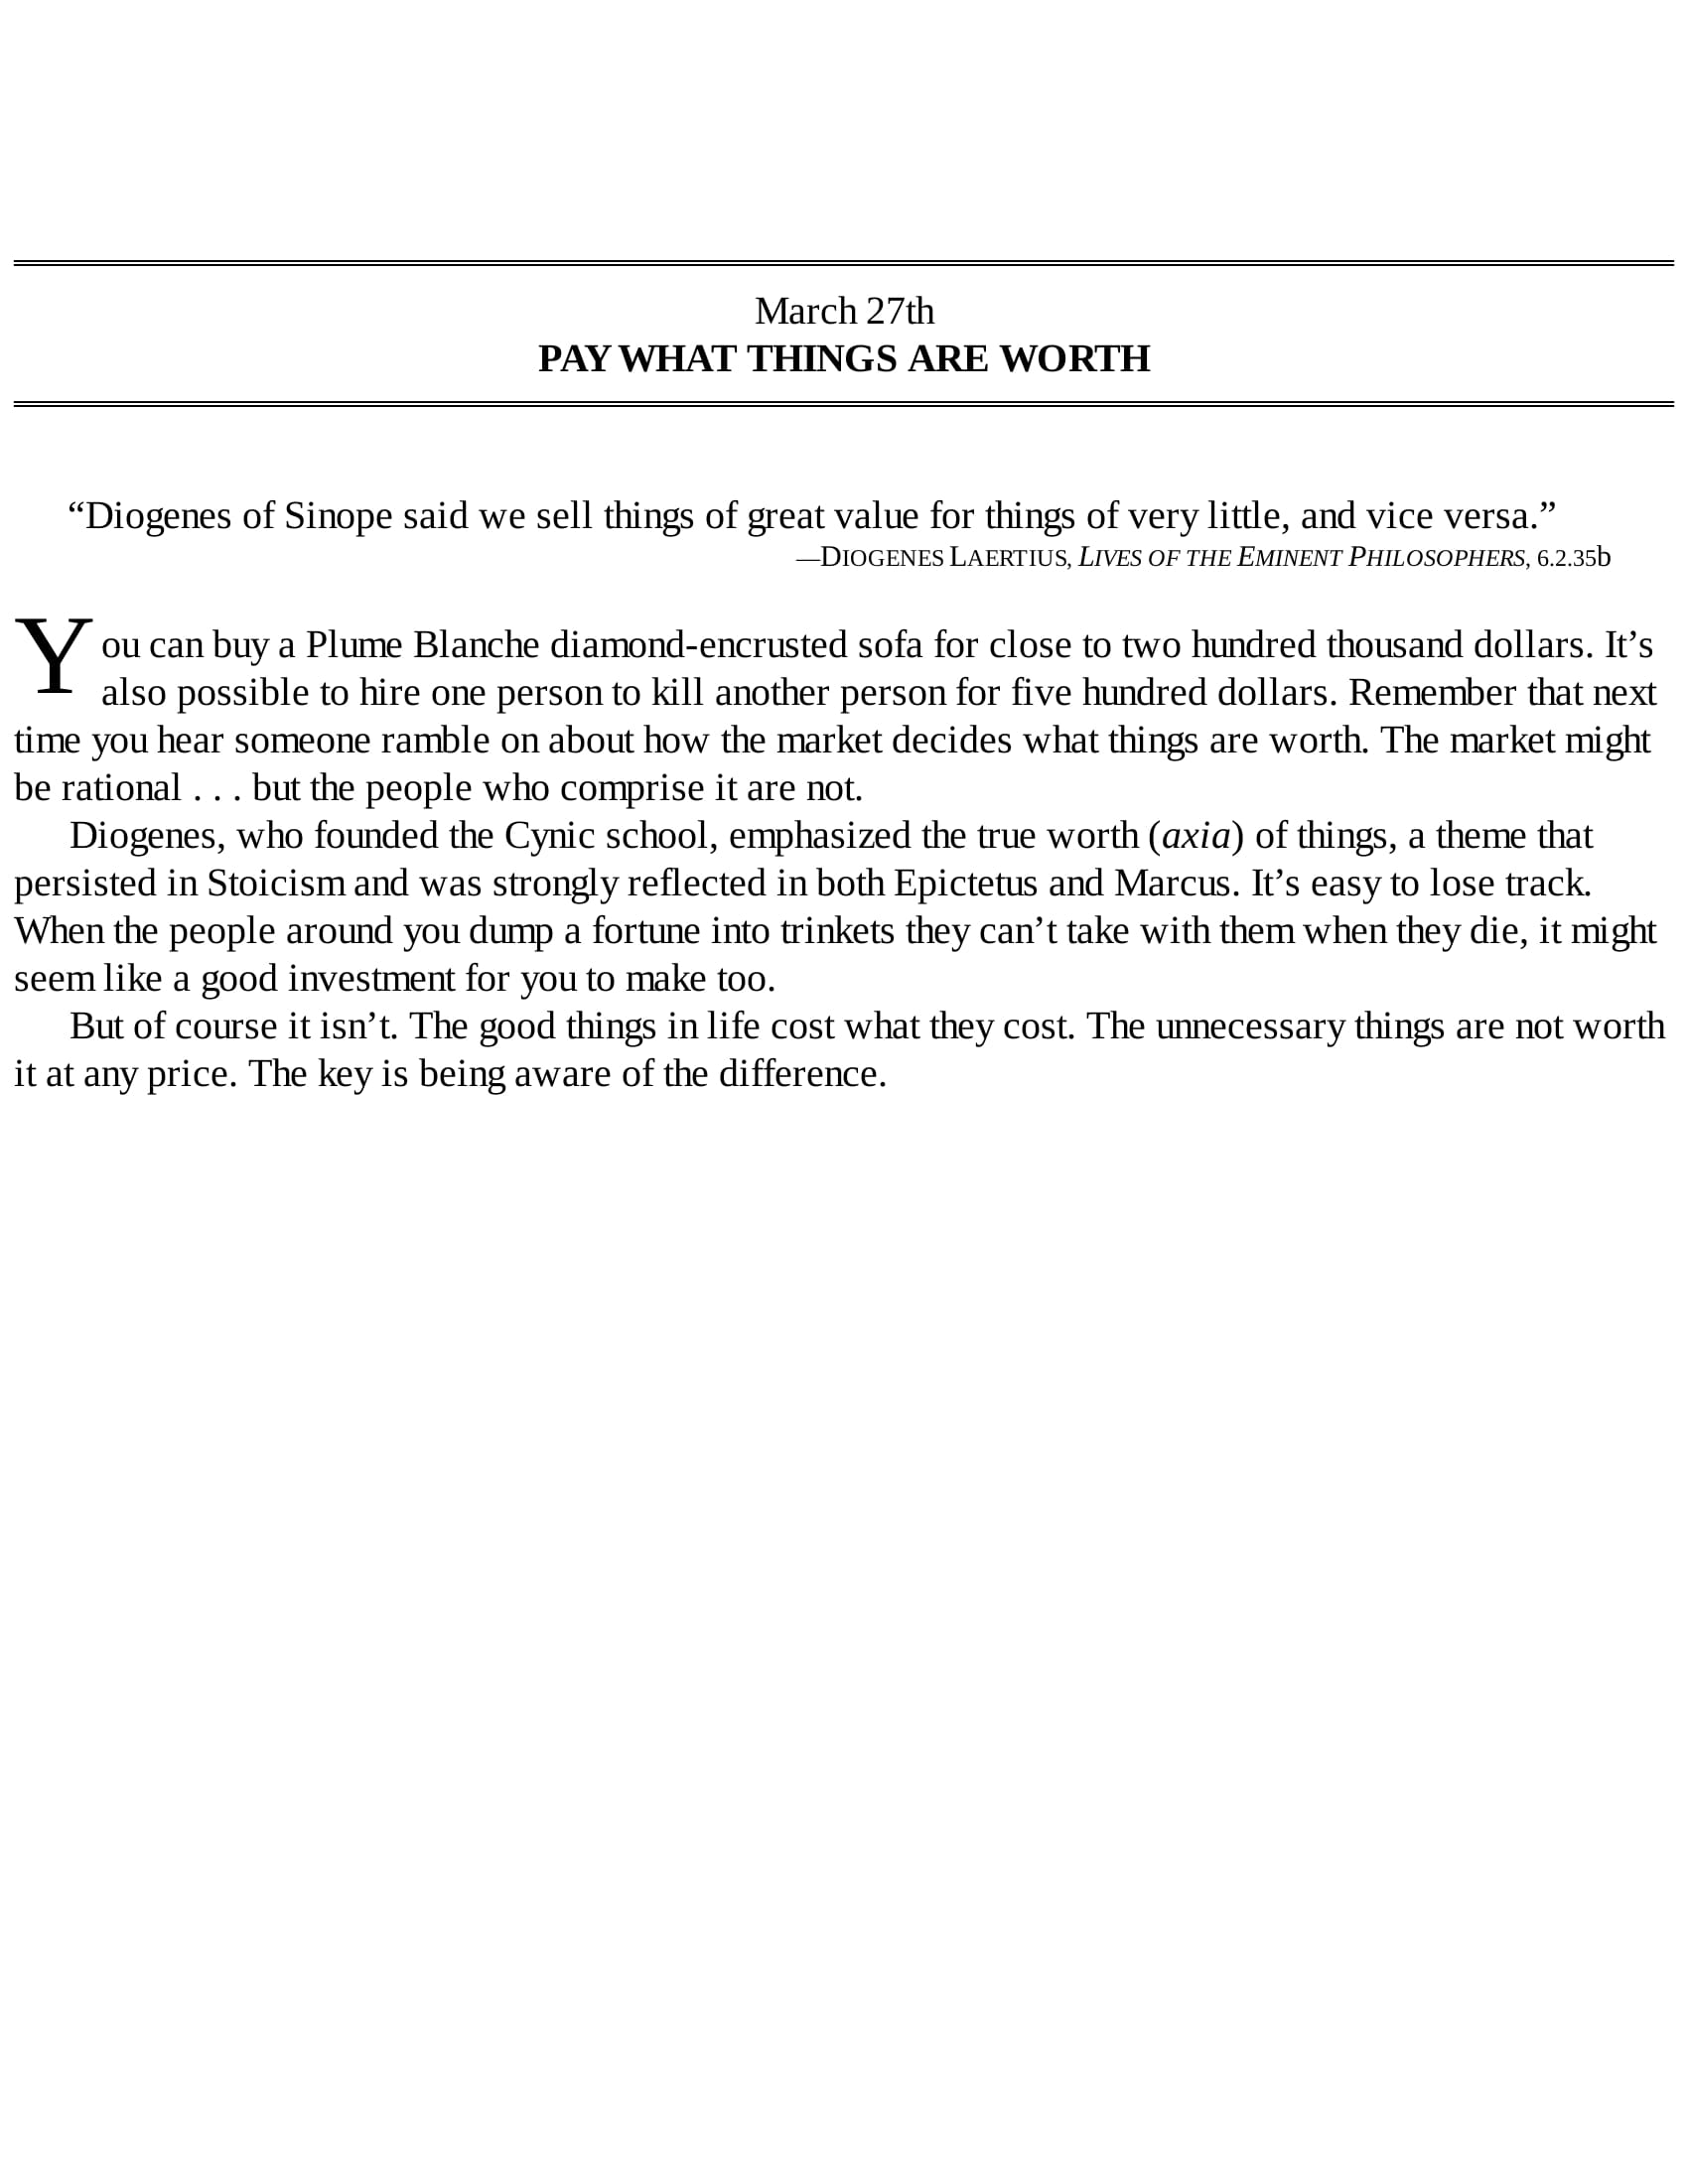 March 27th
PAY WHAT THINGS ARE WORTH
“Diogenes of Sinope said we sell things of great value for things of very little, and vice versa.”
—DIOGENES LAERTIUS, LIVES OF THE EMINENT PHILOSOPHERS, 6.2.35b
You can buy a Plume Blanche diamond-encrusted sofa for close to two hundred thousand dollars. It’s
also possible to hire one person to kill another person for five hundred dollars. Remember that next
time you hear someone ramble on about how the market decides what things are worth. The market might
be rational . . . but the people who comprise it are not.
Diogenes, who founded the Cynic school, emphasized the true worth (axia) of things, a theme that
persisted in Stoicism and was strongly reflected in both Epictetus and Marcus. It’s easy to lose track.
When the people around you dump a fortune into trinkets they can’t take with them when they die, it might
seem like a good investment for you to make too.
But of course it isn’t. The good things in life cost what they cost. The unnecessary things are not worth
it at any price. The key is being aware of the difference.